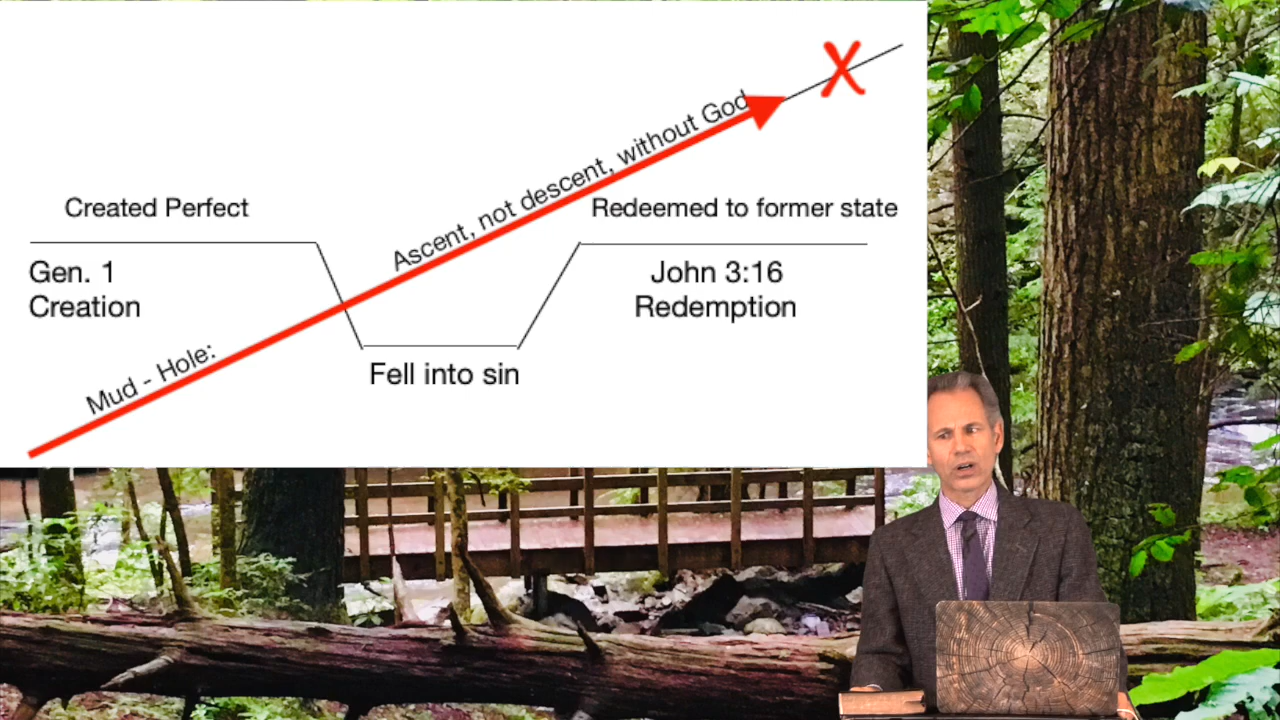 X
Ascent, not descent, without God
Created Perfect
Redeemed to former state
Gen. 1
Creation
John 3:16
Redemption
Mud - Hole:
Fell into sin